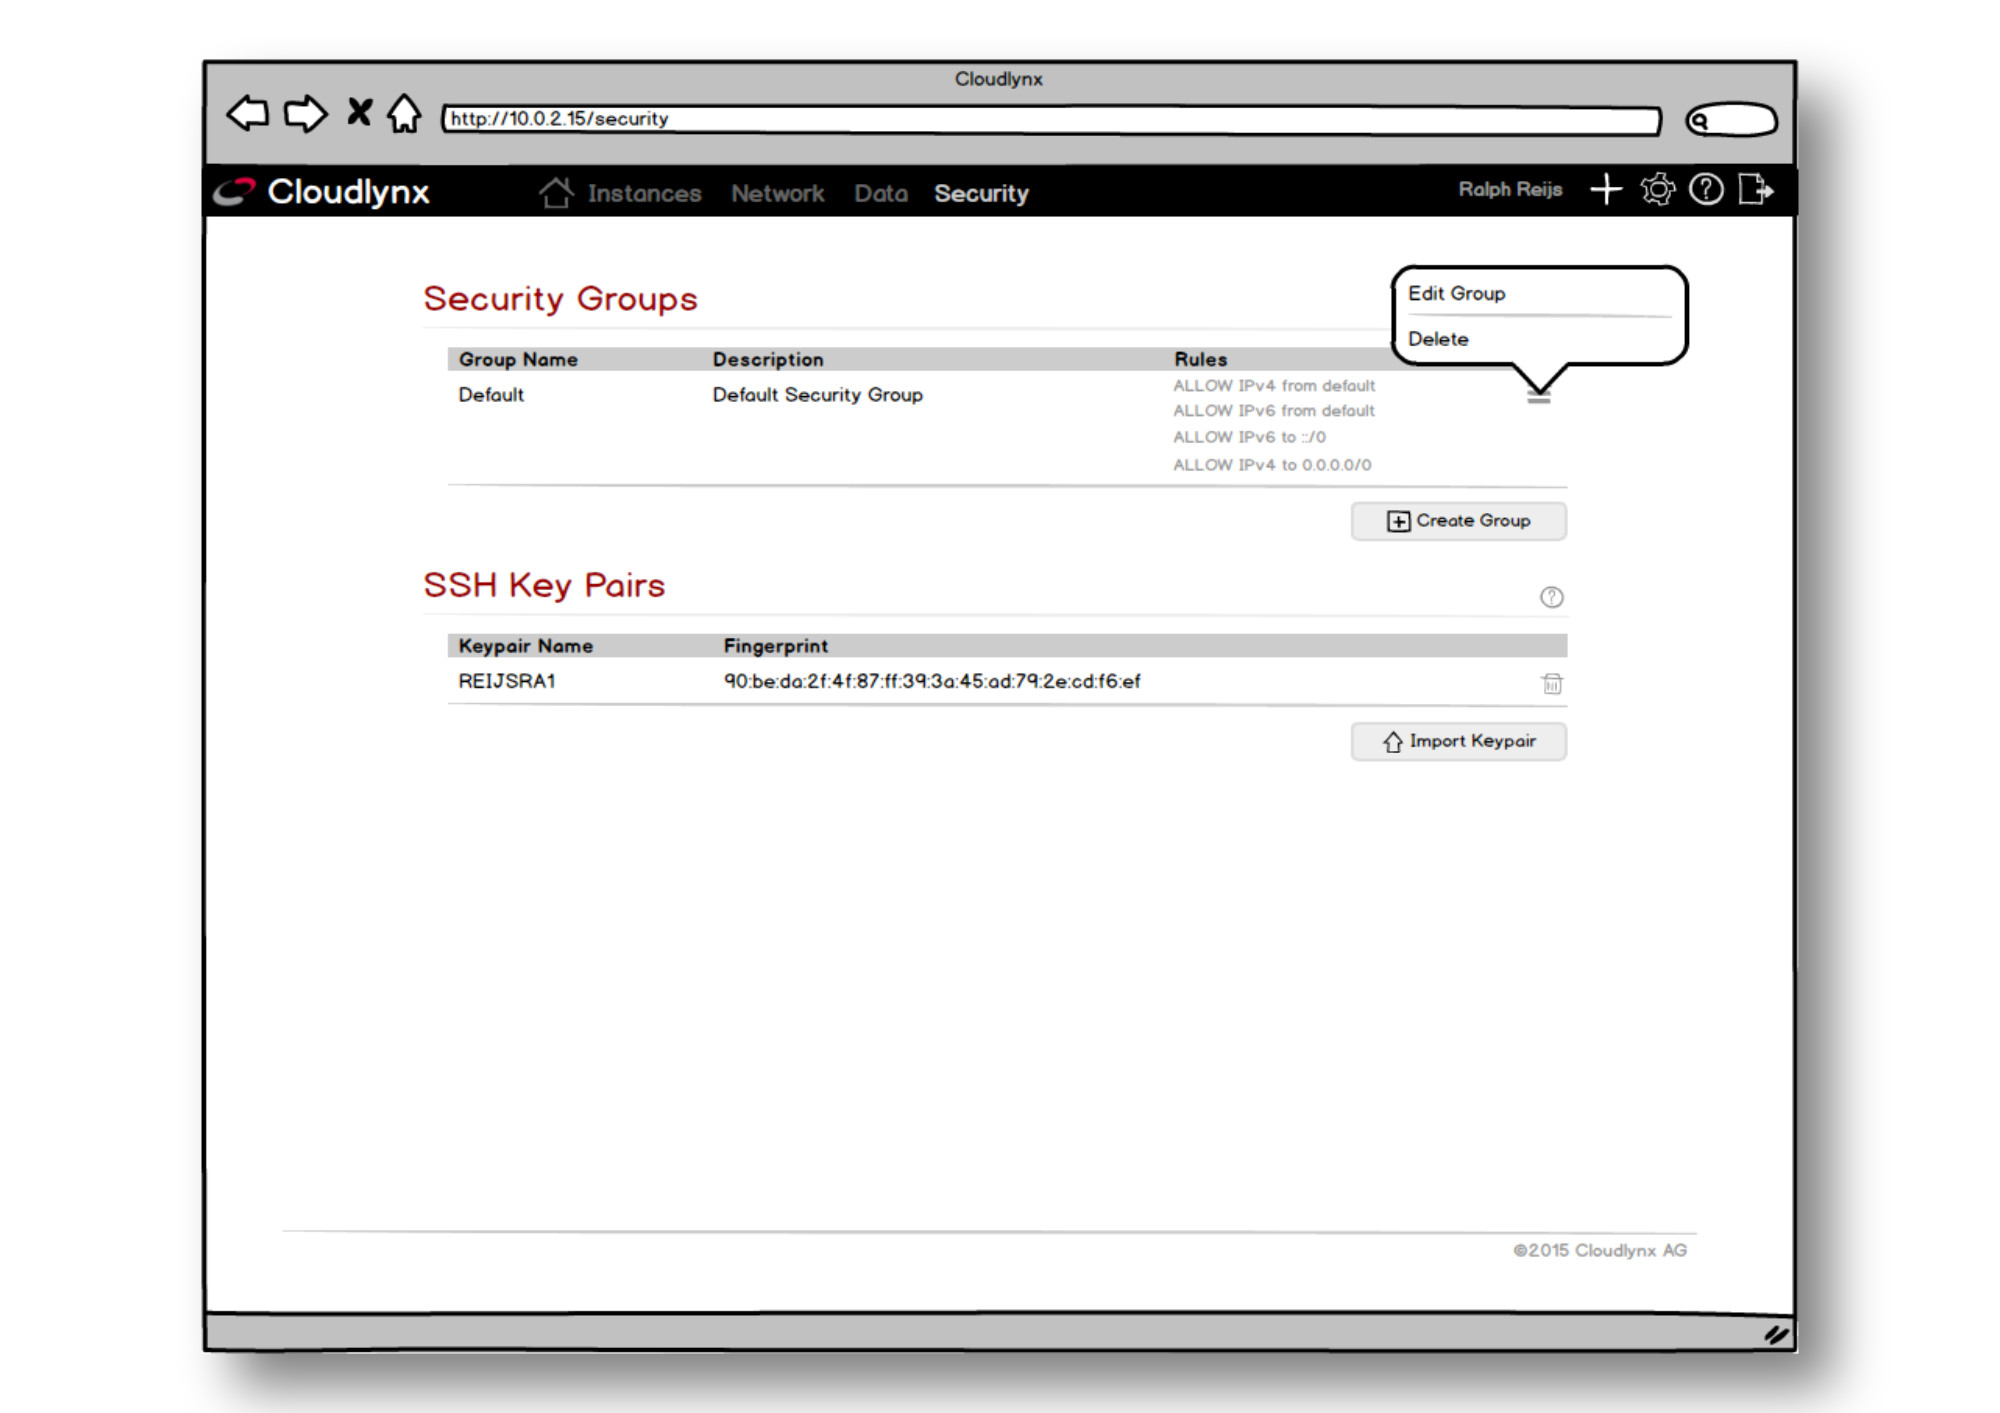 Cloudlynx
http://10.0.2.15/security
Cloudlynx Instances Network Data Security Ralph Reijs
Security Groups
Edit Group
Delete
Group Name Description Rules
Default Default Security Group ALLOW IPv4 from default
ALLOW IPv6 from default
ALLOW IPv6 to ::/0
ALLOW IPv4 to 0.0.0.0/0
Create Group
SSH Key Pairs
Keypair Name Fingerprint
REIJSRA1 90:be:da:2f:4f:87:ff:39:3a:45:ad:79:2e:cd:f6:ef
Import Keypair
©2015 Cloudlynx AG